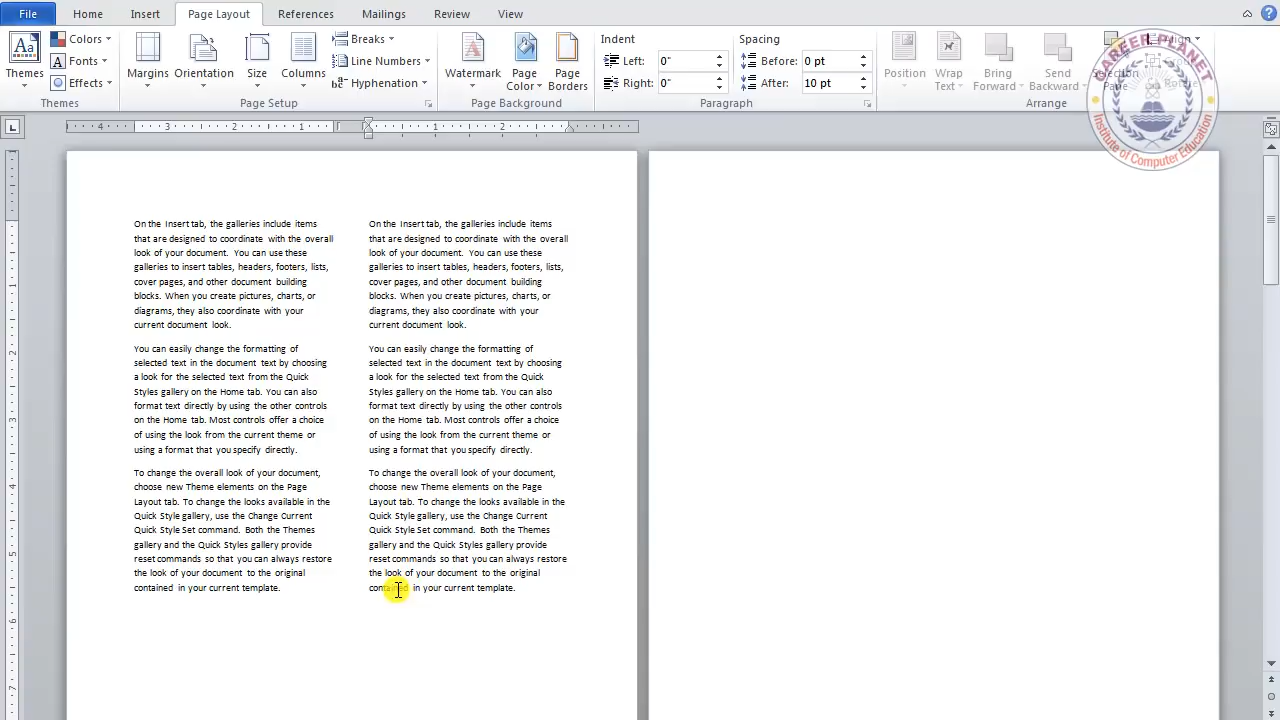 File Home Insert Page Layout References Mailings Review View
Themes
Colors
Fonts
Effects
Themes
Margins
Orientation
Size
Columns
Breaks
Line Numbers
Hyphenation
Page Setup
Watermark
Page Color
Page Borders
Page Background
Indent
Left: 0"
Right: 0"
Spacing
Before: 0 pt
After: 10 pt
Paragraph
Position
Wrap Text
Bring Forward
Send Backward
Selection Pane
Align
Rotate
Arrange
CAREER PLANET
Institute of Computer Education
4 3 2 1 1 2
On the Insert tab, the galleries include items
that are designed to coordinate with the overall
look of your document. You can use these
galleries to insert tables, headers, footers, lists,
cover pages, and other document building
blocks. When you create pictures, charts, or
diagrams, they also coordinate with your
current document look.
You can easily change the formatting of
selected text in the document text by choosing
a look for the selected text from the Quick
Styles gallery on the Home tab. You can also
format text directly by using the other controls
on the Home tab. Most controls offer a choice
of using the look from the current theme or
using a format that you specify directly.
To change the overall look of your document,
choose new Theme elements on the Page
Layout tab. To change the looks available in the
Quick Style gallery, use the Change Current
Quick Style Set command. Both the Themes
gallery and the Quick Styles gallery provide
reset commands so that you can always restore
the look of your document to the original
contained in your current template.
On the Insert tab, the galleries include items
that are designed to coordinate with the overall
look of your document. You can use these
galleries to insert tables, headers, footers, lists,
cover pages, and other document building
blocks. When you create pictures, charts, or
diagrams, they also coordinate with your
current document look.
You can easily change the formatting of
selected text in the document text by choosing
a look for the selected text from the Quick
Styles gallery on the Home tab. You can also
format text directly by using the other controls
on the Home tab. Most controls offer a choice
of using the look from the current theme or
using a format that you specify directly.
To change the overall look of your document,
choose new Theme elements on the Page
Layout tab. To change the looks available in the
Quick Style gallery, use the Change Current
Quick Style Set command. Both the Themes
gallery and the Quick Styles gallery provide
reset commands so that you can always restore
the look of your document to the original
contained in your current template.
1
2
3
4
5
6
7